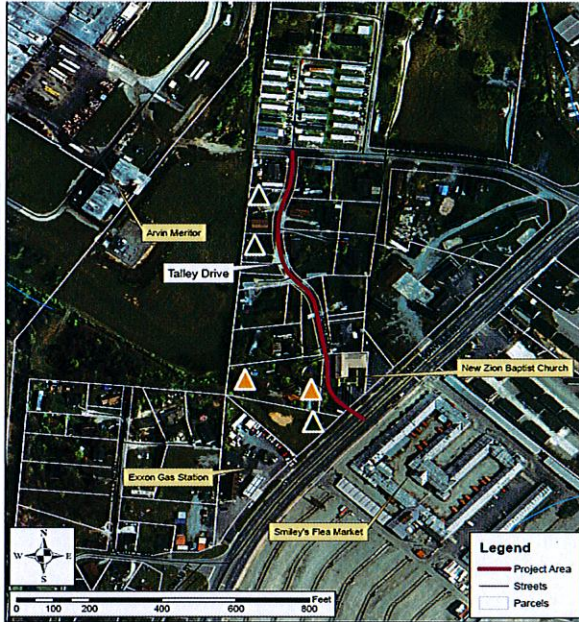 Arvin Meritor
Talley Drive
New Zion Baptist Church
Exxon Gas Station
Smiley's Flea Market
N
W E
S
Legend
Project Area
Streets
Parcels
Feet
0 100 200 400 600 800